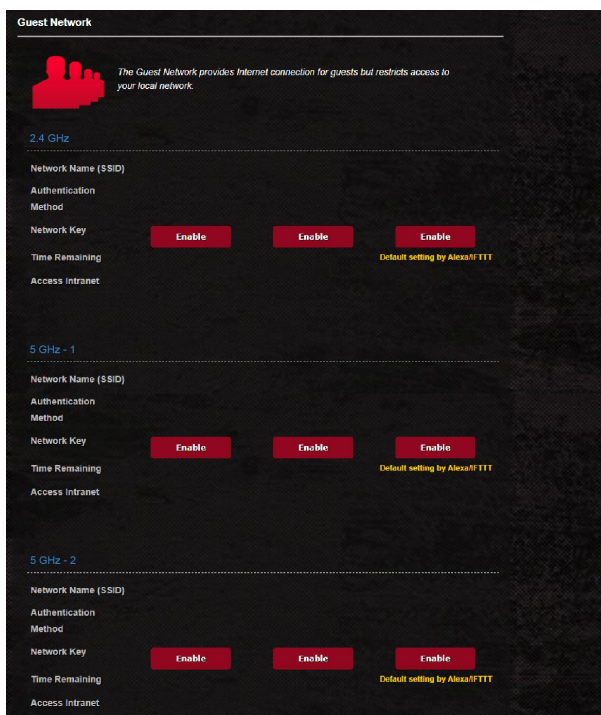 Guest Network
The Guest Network provides Internet connection for guests but restricts access to
your local network.
2.4 GHz
Network Name (SSID)
Authentication
Method
Network Key
Enable Enable Enable
Time Remaining
Default setting by Alexa/IFTTT
Access Intranet
5 GHz - 1
Network Name (SSID)
Authentication
Method
Network Key
Enable Enable Enable
Time Remaining
Default setting by Alexa/IFTTT
Access Intranet
5 GHz - 2
Network Name (SSID)
Authentication
Method
Network Key
Enable Enable Enable
Time Remaining
Default setting by Alexa/IFTTT
Access Intranet